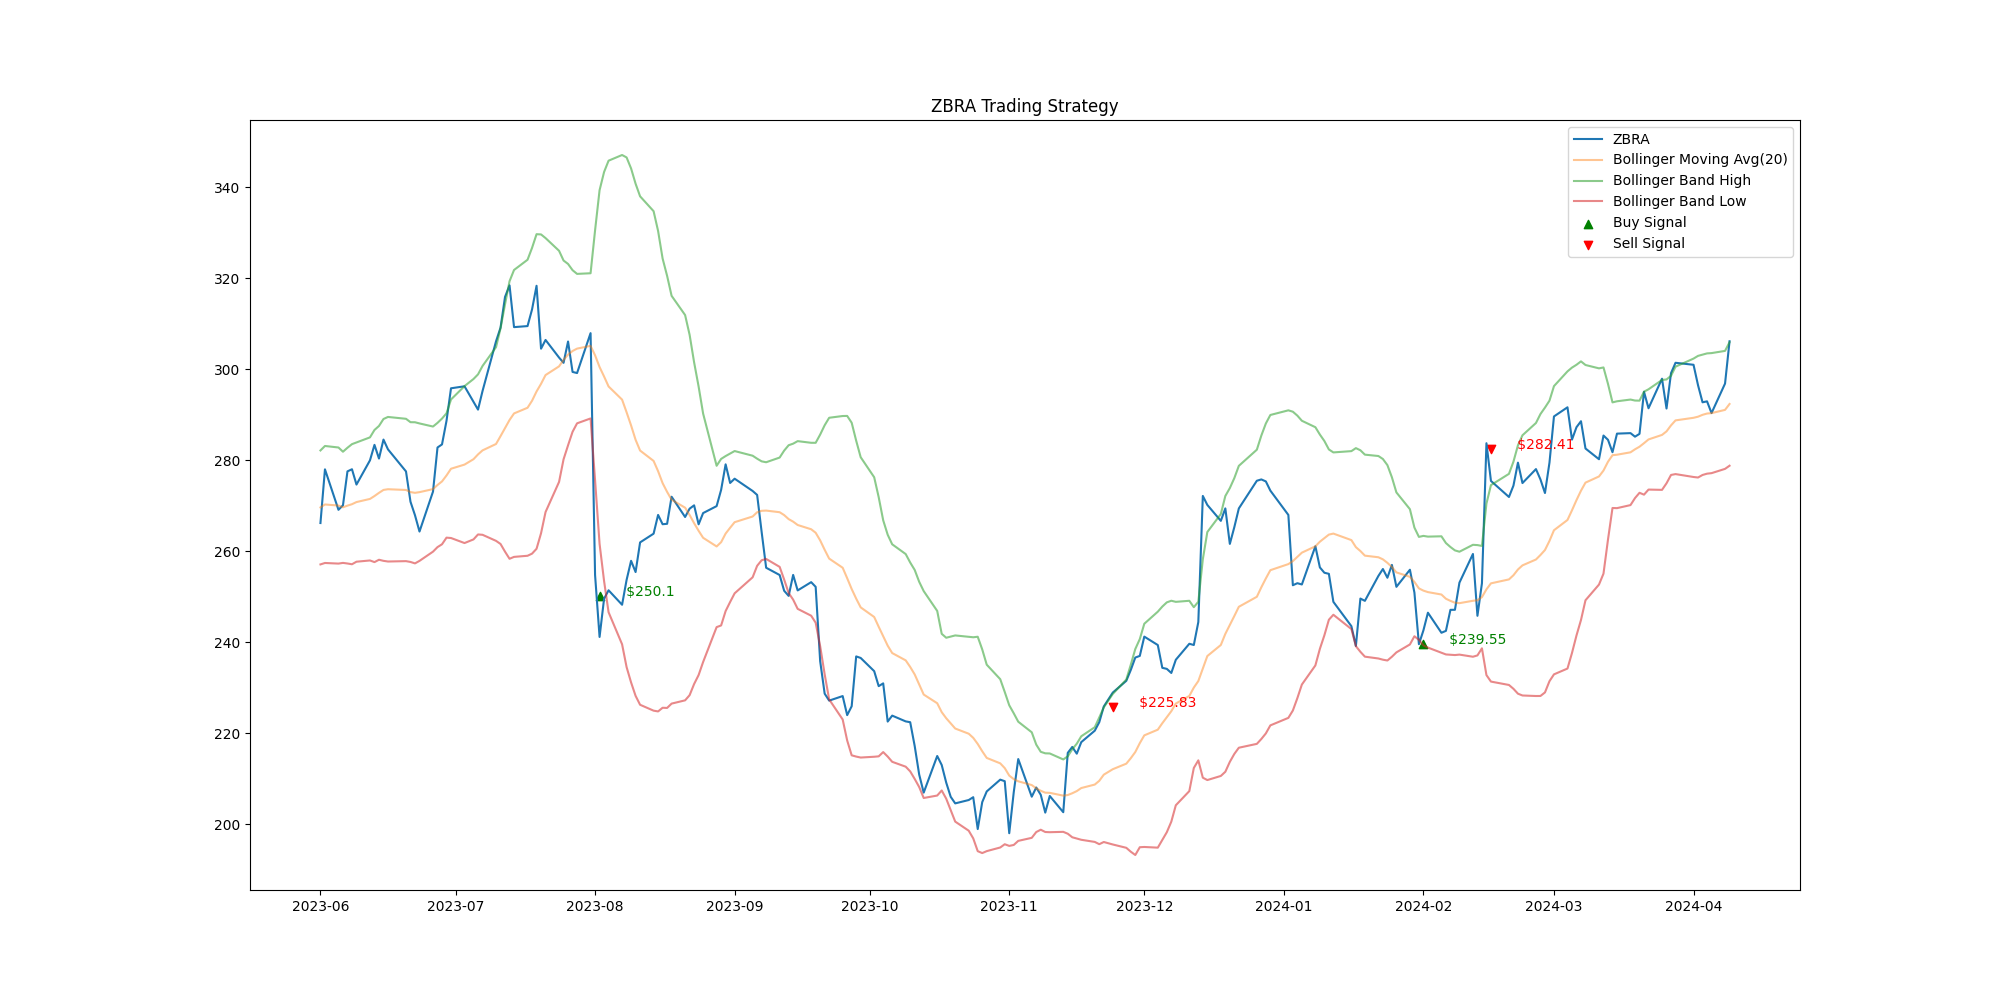 ZBRA Trading Strategy
ZBRA
Bollinger Moving Avg(20)
Bollinger Band High
Bollinger Band Low
Buy Signal
Sell Signal
340
320
300
280
260
240
220
200
$282.41
$250.1
$239.55
$225.83
2023-06 2023-07 2023-08 2023-09 2023-10 2023-11 2023-12 2024-01 2024-02 2024-03 2024-04